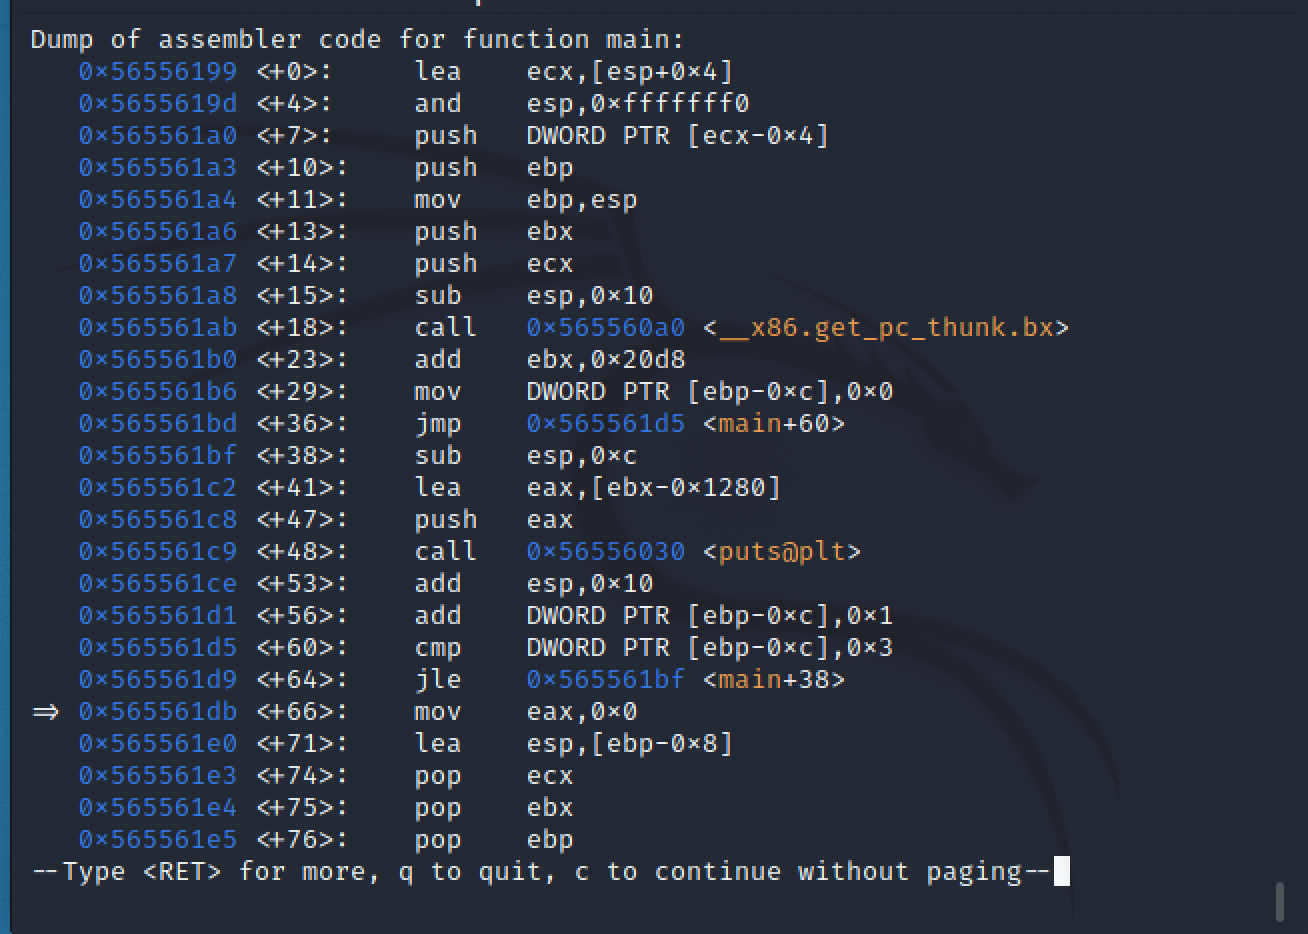 Dump of assembler code for function main:
0×56556199 <+0>: lea ecx,[esp+0×4]
0×5655619d <+4>: and esp,0×fffffff0
0×565561a0 <+7>: push DWORD PTR [ecx-0×4]
0×565561a3 <+10>: push ebp
0×565561a4 <+11>: mov ebp,esp
0×565561a6 <+13>: push ebx
0×565561a7 <+14>: push ecx
0×565561a8 <+15>: sub esp,0×10
0×565561ab <+18>: call 0×565560a0 <__x86.get_pc_thunk.bx>
0×565561b0 <+23>: add ebx,0×20d8
0×565561b6 <+29>: mov DWORD PTR [ebp-0×c],0×0
0×565561bd <+36>: jmp 0×565561d5 <main+60>
0×565561bf <+38>: sub esp,0×c
0×565561c2 <+41>: lea eax,[ebx-0×1280]
0×565561c8 <+47>: push eax
0×565561c9 <+48>: call 0×56556030 <puts@plt>
0×565561ce <+53>: add esp,0×10
0×565561d1 <+56>: add DWORD PTR [ebp-0×c],0×1
0×565561d5 <+60>: cmp DWORD PTR [ebp-0×c],0×3
0×565561d9 <+64>: jle 0×565561bf <main+38>
⇒ 0×565561db <+66>: mov eax,0×0
0×565561e0 <+71>: lea esp,[ebp-0×8]
0×565561e3 <+74>: pop ecx
0×565561e4 <+75>: pop ebx
0×565561e5 <+76>: pop ebp
--Type <RET> for more, q to quit, c to continue without paging--